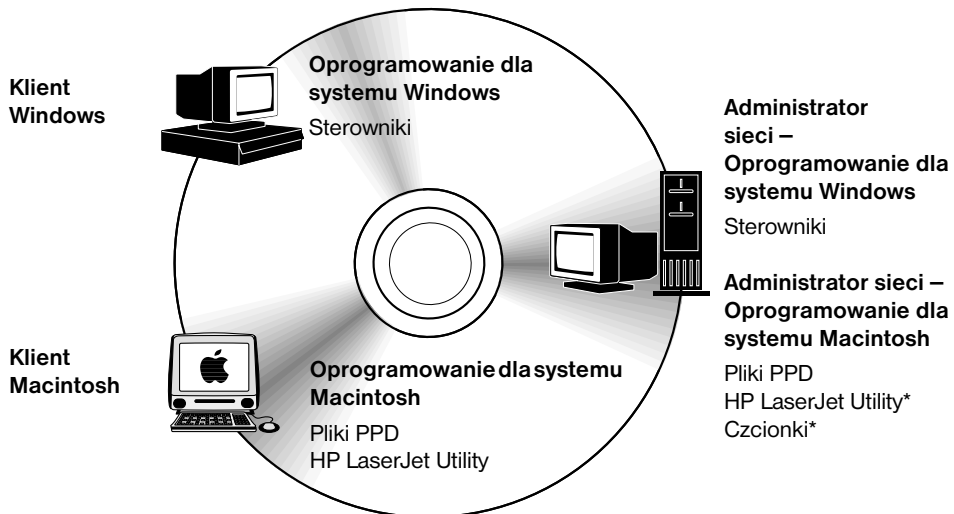 Klient
Windows
Oprogramowanie dla
systemu Windows
Sterowniki
Administrator
sieci –
Oprogramowanie dla
systemu Windows
Sterowniki
Administrator sieci –
Oprogramowanie dla
systemu Macintosh
Pliki PPD
HP LaserJet Utility*
Czcionki*
Klient
Macintosh
Oprogramowanie dla systemu
Macintosh
Pliki PPD
HP LaserJet Utility